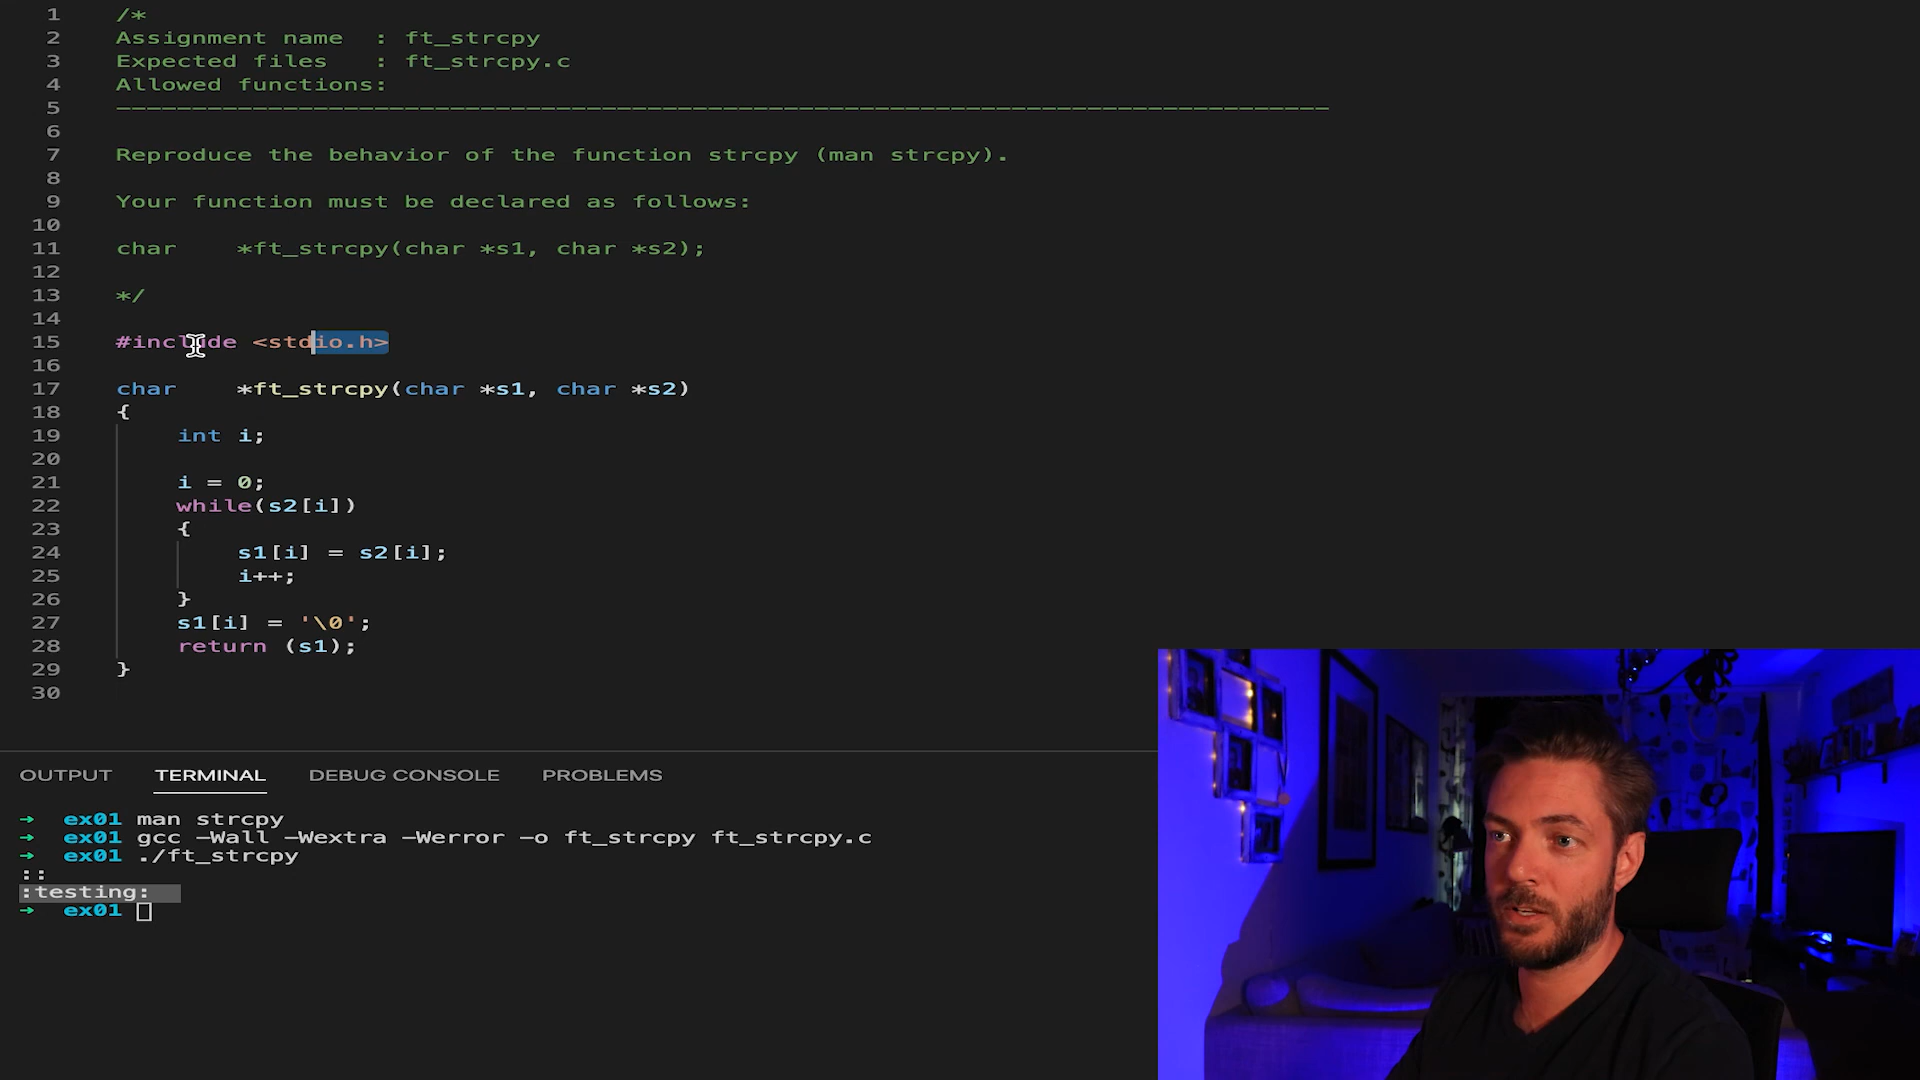 1 /*
2 Assignment name  : ft_strcpy
3 Expected files   : ft_strcpy.c
4 Allowed functions:
5 --------------------------------------------------------------------------------
6
7 Reproduce the behavior of the function strcpy (man strcpy).
8
9 Your function must be declared as follows:
10
11 char    *ft_strcpy(char *s1, char *s2);
12
13 */
14
15 #include <stdio.h>
16
17 char    *ft_strcpy(char *s1, char *s2)
18 {
19     int i;
20
21     i = 0;
22     while(s2[i])
23     {
24         s1[i] = s2[i];
25         i++;
26     }
27     s1[i] = '\0';
28     return (s1);
29 }
30
OUTPUT TERMINAL DEBUG CONSOLE PROBLEMS
→ ex01 man strcpy
→ ex01 gcc -Wall -Wextra -Werror -o ft_strcpy ft_strcpy.c
→ ex01 ./ft_strcpy
::
:testing:
→ ex01